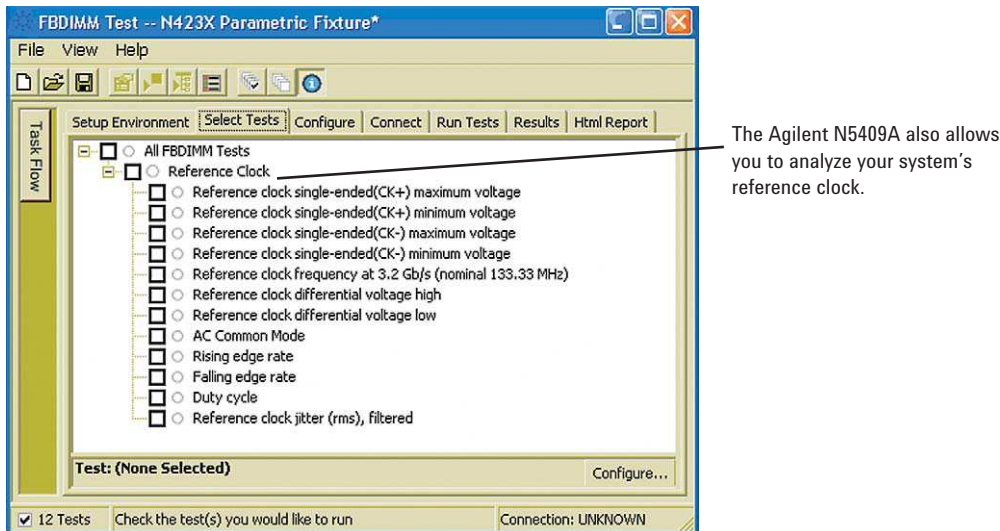 FBDIMM Test -- N423X Parametric Fixture*
File View Help
Task Flow
Setup Environment Select Tests Configure Connect Run Tests Results Html Report
All FBDIMM Tests
Reference Clock
Reference clock single-ended(CK+) maximum voltage
Reference clock single-ended(CK+) minimum voltage
Reference clock single-ended(CK-) maximum voltage
Reference clock single-ended(CK-) minimum voltage
Reference clock frequency at 3.2 Gb/s (nominal 133.33 MHz)
Reference clock differential voltage high
Reference clock differential voltage low
AC Common Mode
Rising edge rate
Falling edge rate
Duty cycle
Reference clock jitter (rms), filtered
Test: (None Selected)
Configure...
12 Tests Check the test(s) you would like to run Connection: UNKNOWN
The Agilent N5409A also allows
you to analyze your system's
reference clock.